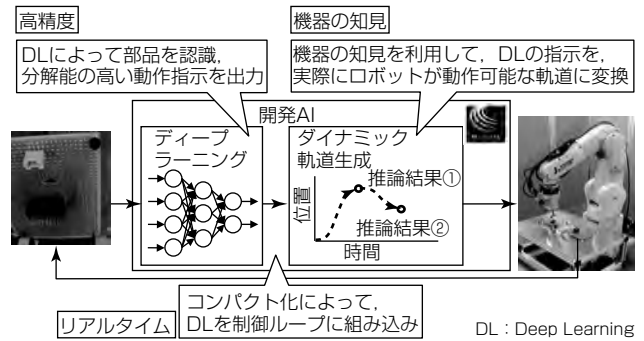 高精度
DLによって部品を認識，
分解能の高い動作指示を出力
機器の知見
機器の知見を利用して，DLの指示を，
実際にロボットが動作可能な軌道に変換
開発AI
ディープ
ラーニング
ダイナミック
軌道生成
位置
推論結果①
推論結果②
時間
リアルタイム
コンパクト化によって，
DLを制御ループに組み込み
DL：Deep Learning